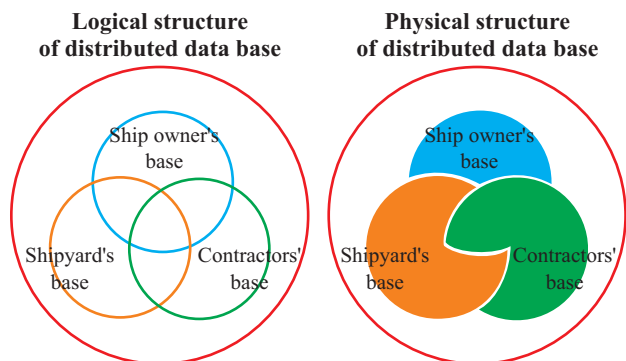 Logical structure
of distributed data base
Ship owner's
base
Shipyard's
base
Contractors'
base
Physical structure
of distributed data base
Ship owner's
base
Shipyard's
base
Contractors'
base